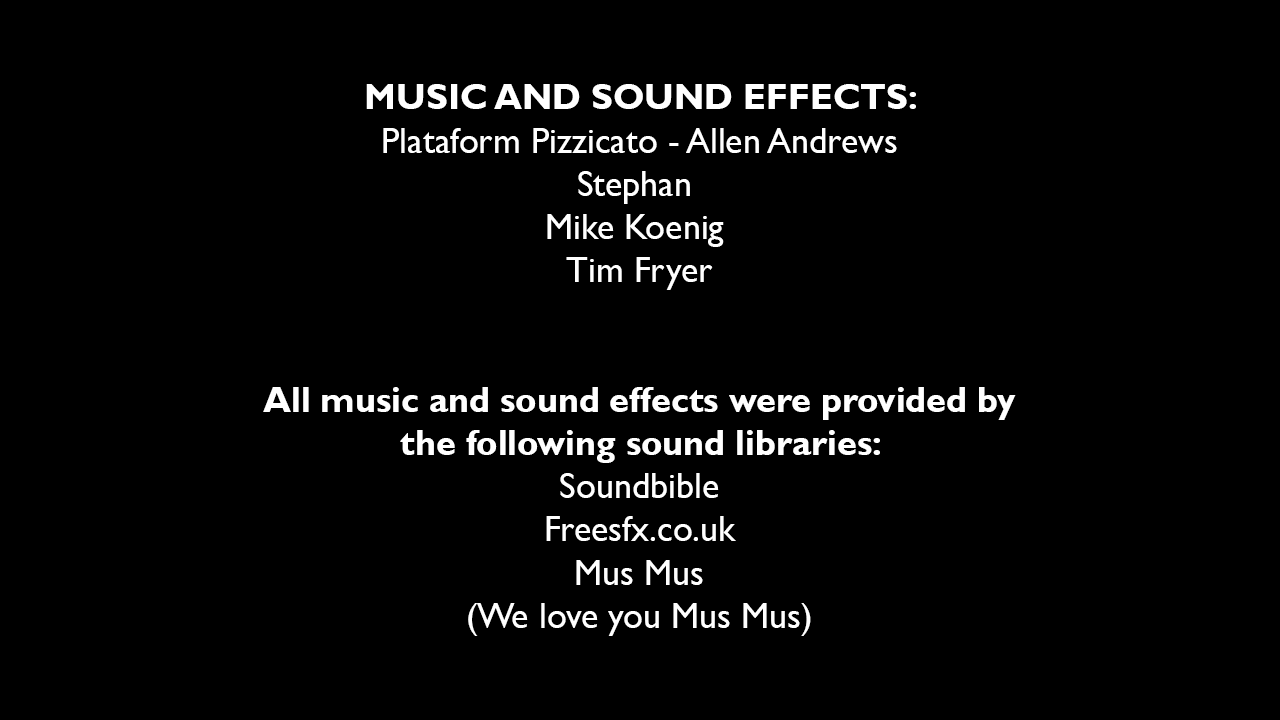 MUSIC AND SOUND EFFECTS:
Plataform Pizzicato - Allen Andrews
Stephan
Mike Koenig
Tim Fryer
All music and sound effects were provided by
the following sound libraries:
Soundbible
Freesfx.co.uk
Mus Mus
(We love you Mus Mus)